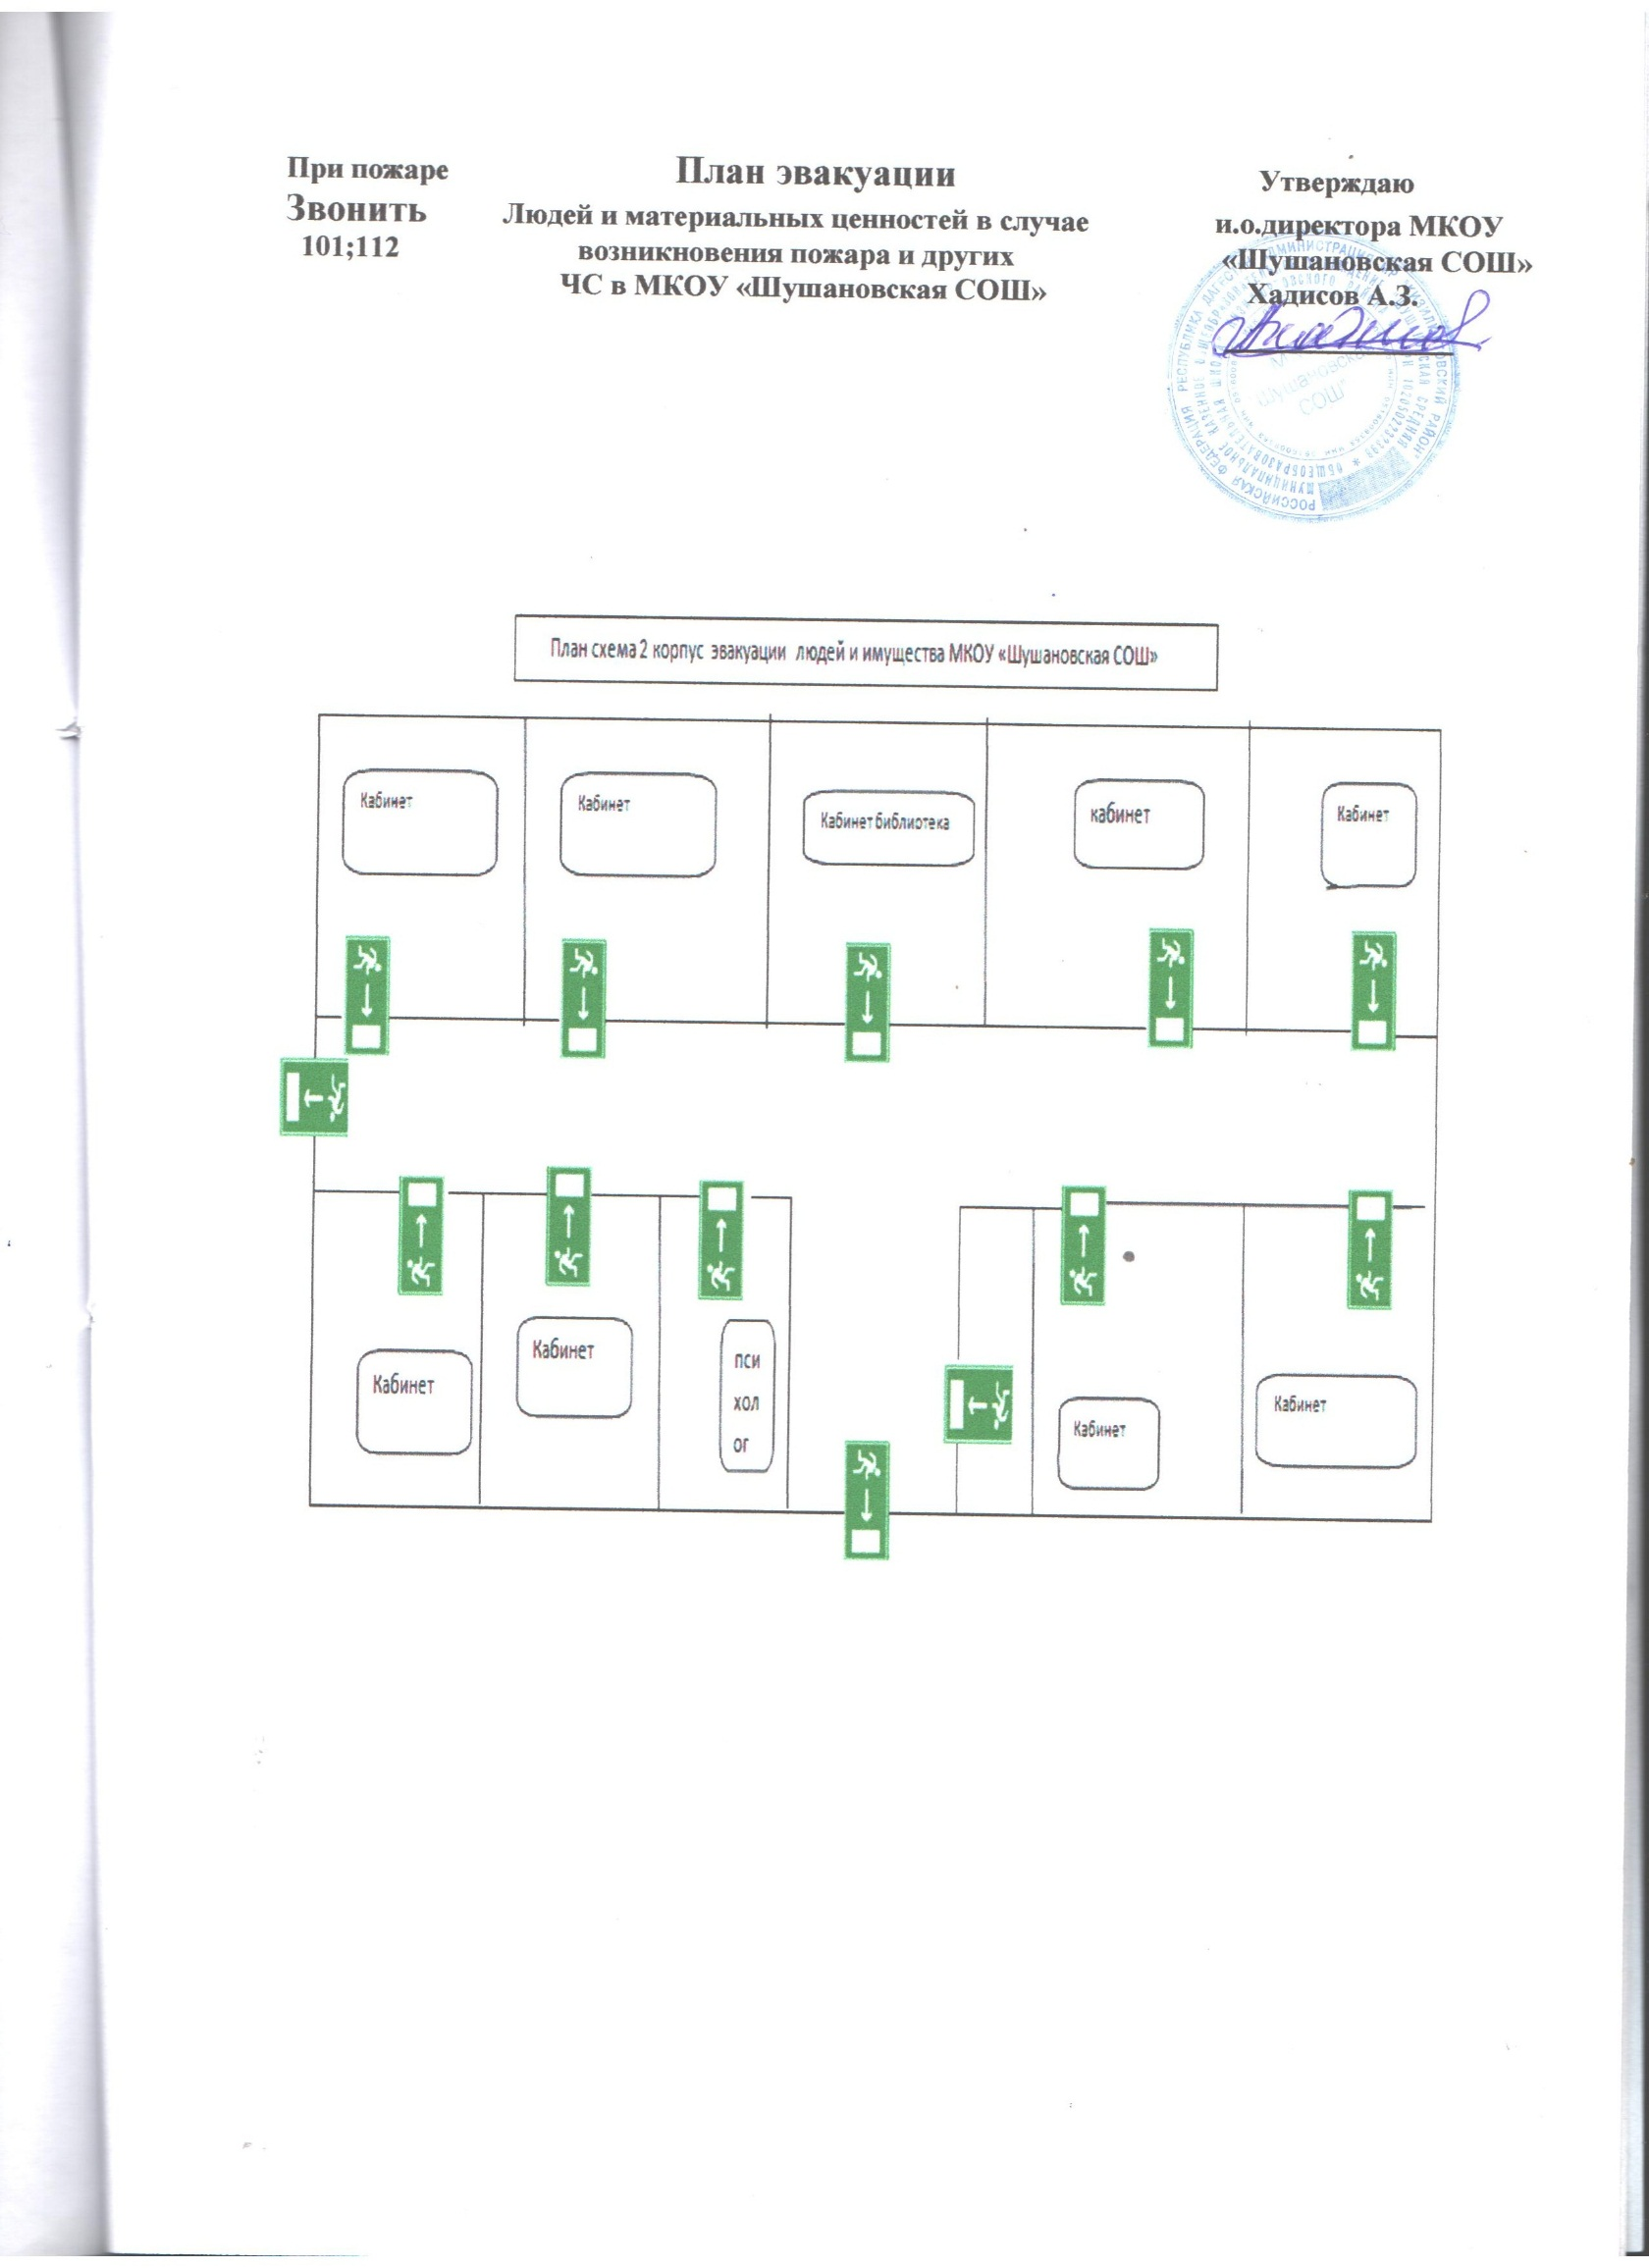 При пожаре
Звонить
101;112
План эвакуации
Людей и материальных ценностей в случае
возникновения пожара и других
ЧС в МКОУ «Шушановская СОШ»
Утверждаю
и.о.директора МКОУ
«Шушановская СОШ»
Хадисов А.З.
Шушановская
СОШ"
План схема 2 корпус эвакуации людей и имущества МКОУ «Шушановская СОШ»
Кабинет
Кабинет
Кабинет библиотека
кабинет
Кабинет
Кабинет
Кабинет
пси
хол
ог
Кабинет
Кабинет